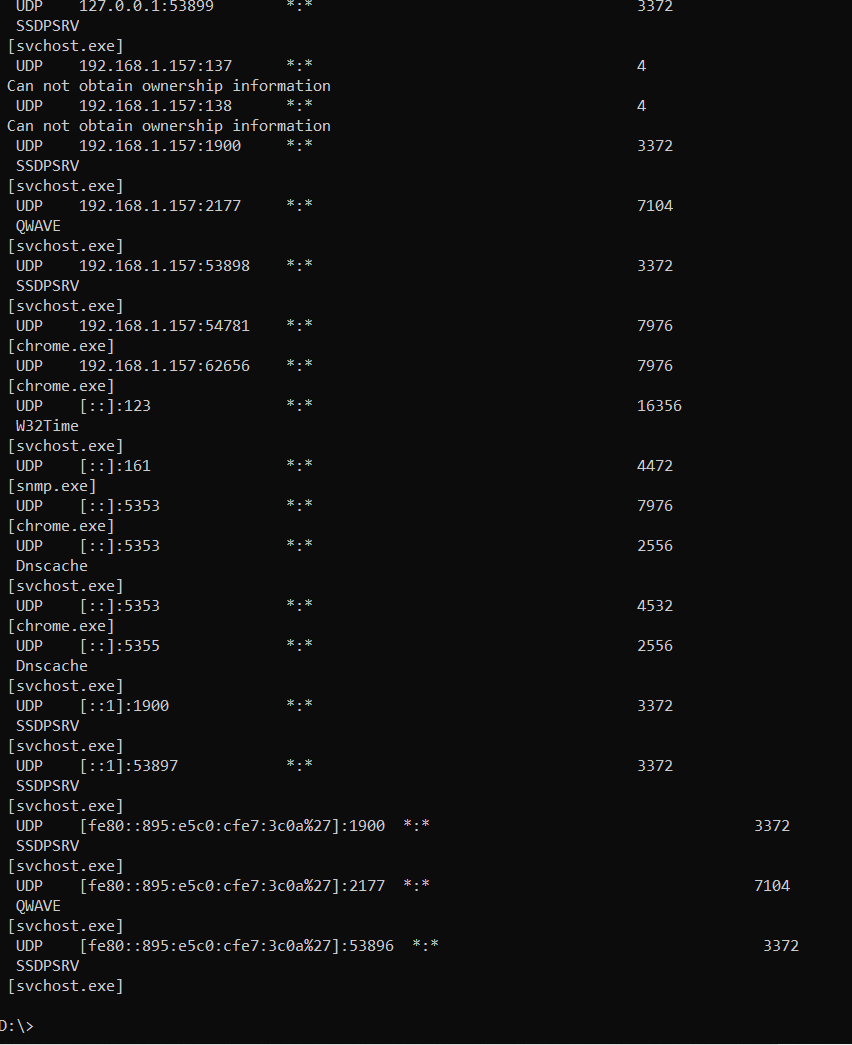 UDP    127.0.0.1:53899        *:*                                    3372
SSDPSRV
[svchost.exe]
UDP    192.168.1.157:137      *:*                                    4
Can not obtain ownership information
UDP    192.168.1.157:138      *:*                                    4
Can not obtain ownership information
UDP    192.168.1.157:1900     *:*                                    3372
SSDPSRV
[svchost.exe]
UDP    192.168.1.157:2177     *:*                                    7104
QWAVE
[svchost.exe]
UDP    192.168.1.157:53898    *:*                                    3372
SSDPSRV
[svchost.exe]
UDP    192.168.1.157:54781    *:*                                    7976
[chrome.exe]
UDP    192.168.1.157:62656    *:*                                    7976
[chrome.exe]
UDP    [::]:123               *:*                                    16356
W32Time
[svchost.exe]
UDP    [::]:161               *:*                                    4472
[snmp.exe]
UDP    [::]:5353              *:*                                    7976
[chrome.exe]
UDP    [::]:5353              *:*                                    2556
Dnscache
[svchost.exe]
UDP    [::]:5353              *:*                                    4532
[chrome.exe]
UDP    [::]:5355              *:*                                    2556
Dnscache
[svchost.exe]
UDP    [::1]:1900             *:*                                    3372
SSDPSRV
[svchost.exe]
UDP    [::1]:53897            *:*                                    3372
SSDPSRV
[svchost.exe]
UDP    [fe80::895:e5c0:cfe7:3c0a%27]:1900  *:*                                    3372
SSDPSRV
[svchost.exe]
UDP    [fe80::895:e5c0:cfe7:3c0a%27]:2177  *:*                                    7104
QWAVE
[svchost.exe]
UDP    [fe80::895:e5c0:cfe7:3c0a%27]:53896  *:*                                    3372
SSDPSRV
[svchost.exe]
D:\>